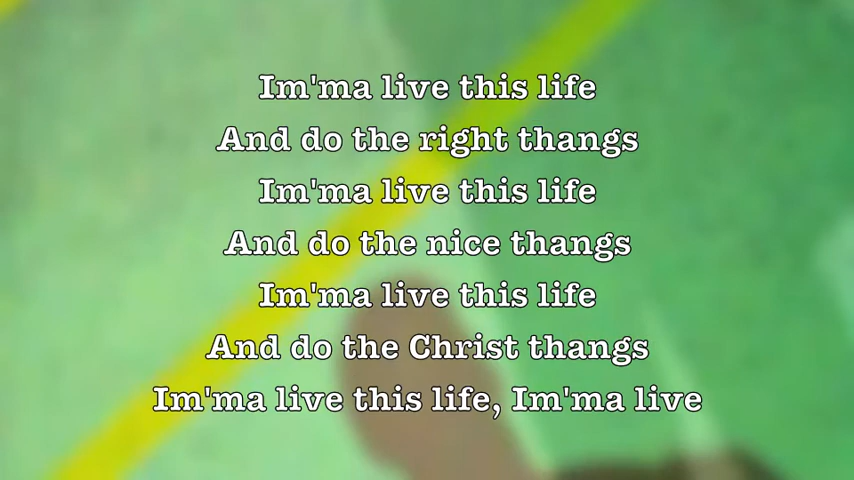 Im'ma live this life
And do the right thangs
Im'ma live this life
And do the nice thangs
Im'ma live this life
And do the Christ thangs
Im'ma live this life, Im'ma live